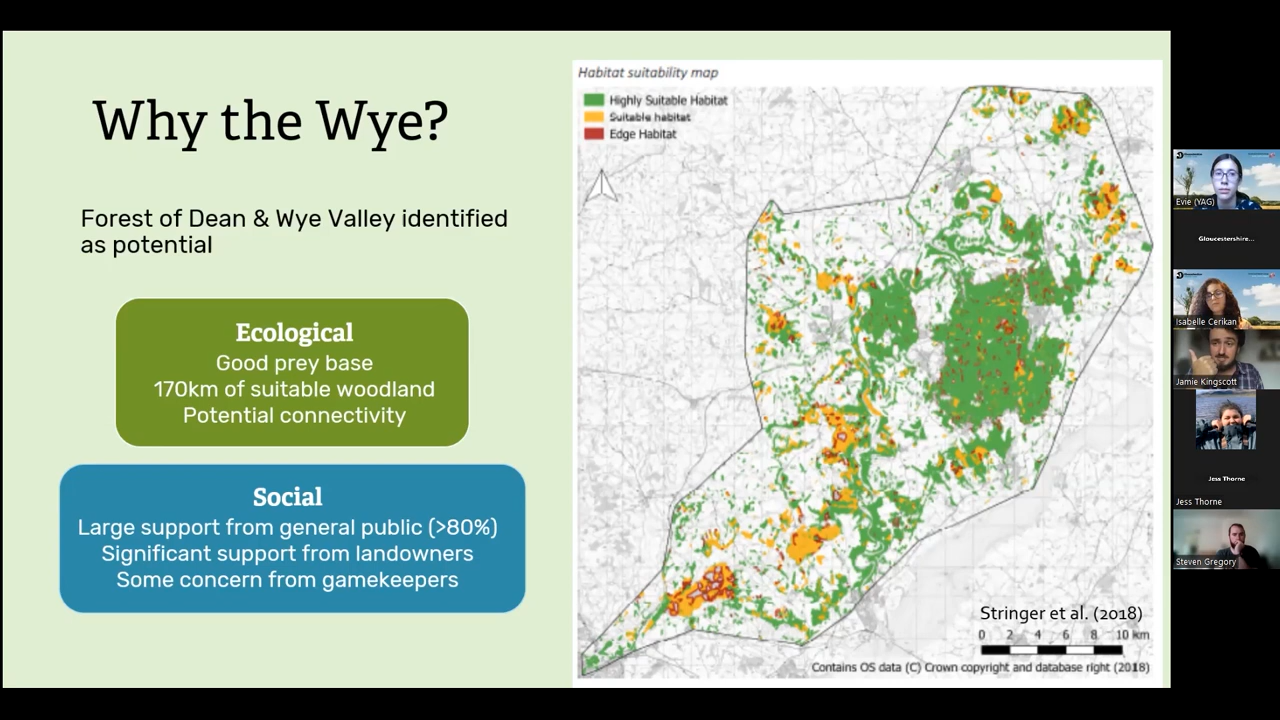 Why the Wye?
Forest of Dean & Wye Valley identified
as potential
Ecological
Good prey base
170km of suitable woodland
Potential connectivity
Social
Large support from general public (>80%)
Significant support from landowners
Some concern from gamekeepers
Habitat suitability map
Highly Suitable Habitat
Suitable habitat
Edge Habitat
Stringer et al. (2018)
0 2 4 6 8 10 km
Contains OS data (C) Crown copyright and database right (2018)
Evie (YAG)
Gloucestershire...
Isabelle Cerikan
Jamie Kingscott
Jess Thorne
Jess Thorne
Steven Gregory